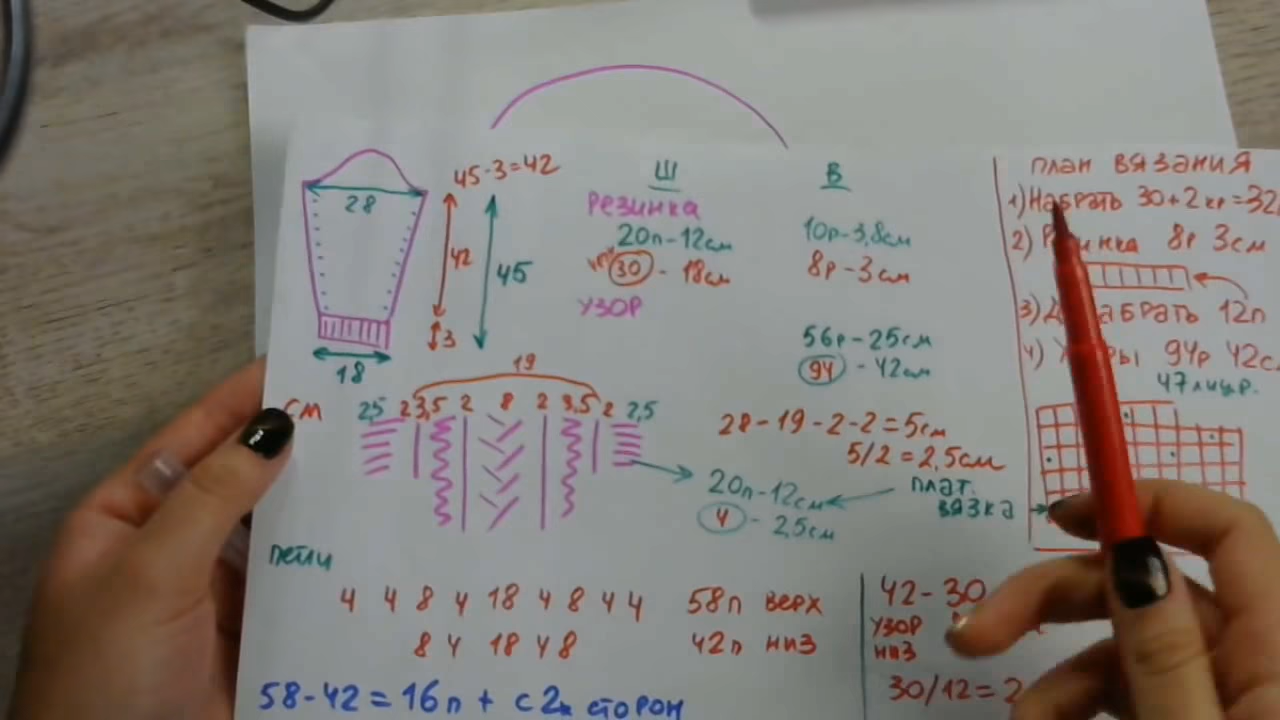 45-3=42
28
42
45
3
18
Ш
В
Резинка
20п-12см
10р-3,8см
30 - 18см
8р-3см
Узор
56р-25см
94 - 42см
19
см 2,5 2 3,5 2 8 2 3,5 2 2,5
28-19-2-2=5см
5/2=2,5см
20п-12см
4 - 2,5см
плат.
вязка
петли
4 4 8 4 18 4 8 4 4 58п верх
8 4 18 4 8 42п низ
58-42=16п + с 2х сторон
42-30
узор
низ
30/12=2
план вязания
1) Набрать 30+2кр=32
2) 8р 3см
3) 12п
4) 94р 42с
47лиц.р.